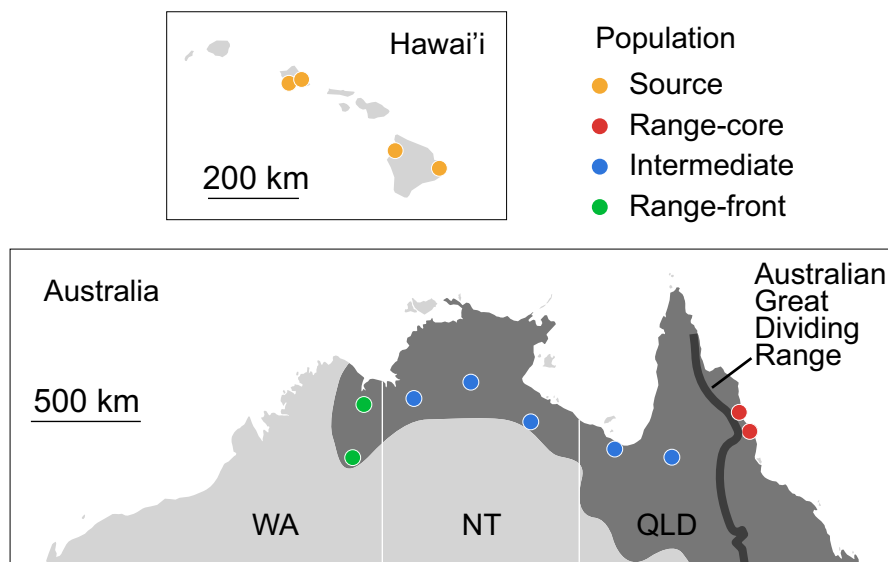 Hawai'i
200 km
Population
Source
Range-core
Intermediate
Range-front
Australia
500 km
Australian
Great
Dividing
Range
WA
NT
QLD